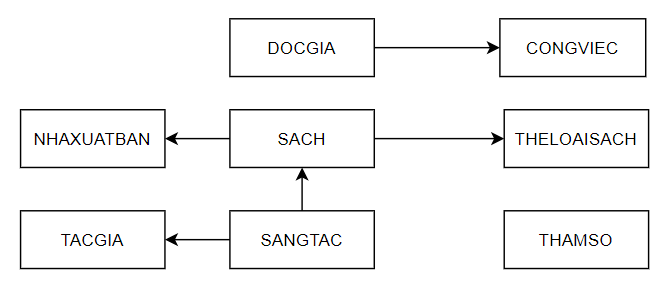 DOCGIA
CONGVIEC
NHAXUATBAN
SACH
THELOAISACH
TACGIA
SANGTAC
THAMSO